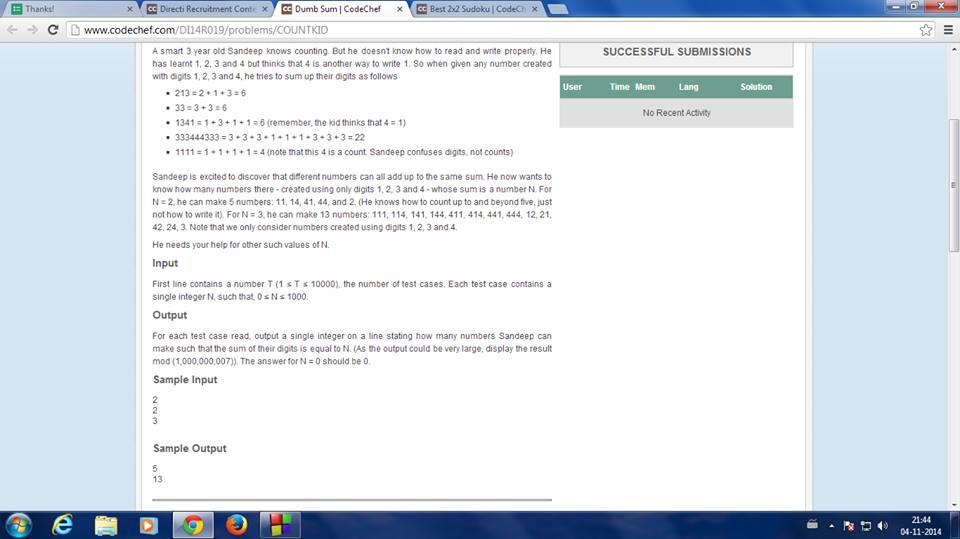 Thanks!
Directi Recruitment Conte
Dumb Sum | CodeChef
Best 2x2 Sudoku | CodeCh
www.codechef.com/DI14R019/problems/COUNTKID
A smart 3 year old Sandeep knows counting. But he doesn't know how to read and write properly. He
has learnt 1, 2, 3 and 4 but thinks that 4 is another way to write 1. So when given any number created
with digits 1, 2, 3 and 4, he tries to sum up their digits as follows
• 213 = 2 + 1 + 3 = 6
• 33 = 3 + 3 = 6
• 1341 = 1 + 3 + 1 + 1 = 6 (remember, the kid thinks that 4 = 1)
• 333444333 = 3 + 3 + 3 + 1 + 1 + 1 + 3 + 3 + 3 = 22
• 1111 = 1 + 1 + 1 + 1 = 4 (note that this 4 is a count. Sandeep confuses digits, not counts)
Sandeep is excited to discover that different numbers can all add up to the same sum. He now wants to
know how many numbers there - created using only digits 1, 2, 3 and 4 - whose sum is a number N. For
N = 2, he can make 5 numbers: 11, 14, 41, 44, and 2. (He knows how to count up to and beyond five, just
not how to write it). For N = 3, he can make 13 numbers: 111, 114, 141, 144, 411, 414, 441, 444, 12, 21,
42, 24, 3. Note that we only consider numbers created using digits 1, 2, 3 and 4.
He needs your help for other such values of N.
Input
First line contains a number T (1 ≤ T ≤ 10000), the number of test cases. Each test case contains a
single integer N, such that, 0 ≤ N ≤ 1000.
Output
For each test case read, output a single integer on a line stating how many numbers Sandeep can
make such that the sum of their digits is equal to N. (As the output could be very large, display the result
mod (1,000,000,007)). The answer for N = 0 should be 0.
Sample Input
2
2
3
Sample Output
5
13
SUCCESSFUL SUBMISSIONS
User Time Mem Lang Solution
No Recent Activity
21:44
04-11-2014